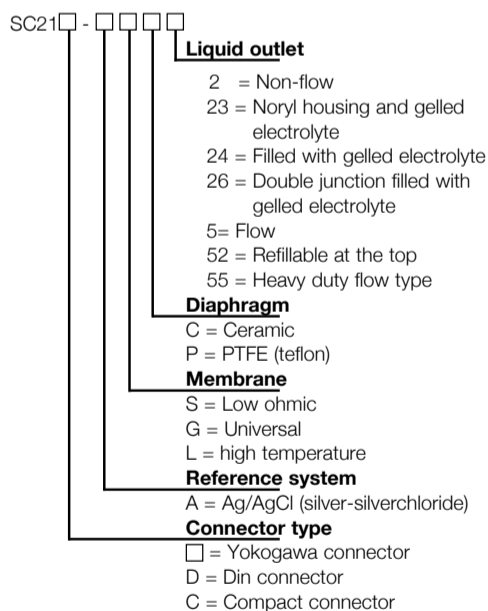 SC21□ - □ □ □ □
Liquid outlet
2 = Non-flow
23 = Noryl housing and gelled
electrolyte
24 = Filled with gelled electrolyte
26 = Double junction filled with
gelled electrolyte
5= Flow
52 = Refillable at the top
55 = Heavy duty flow type
Diaphragm
C = Ceramic
P = PTFE (teflon)
Membrane
S = Low ohmic
G = Universal
L = high temperature
Reference system
A = Ag/AgCl (silver-silverchloride)
Connector type
□ = Yokogawa connector
D = Din connector
C = Compact connector